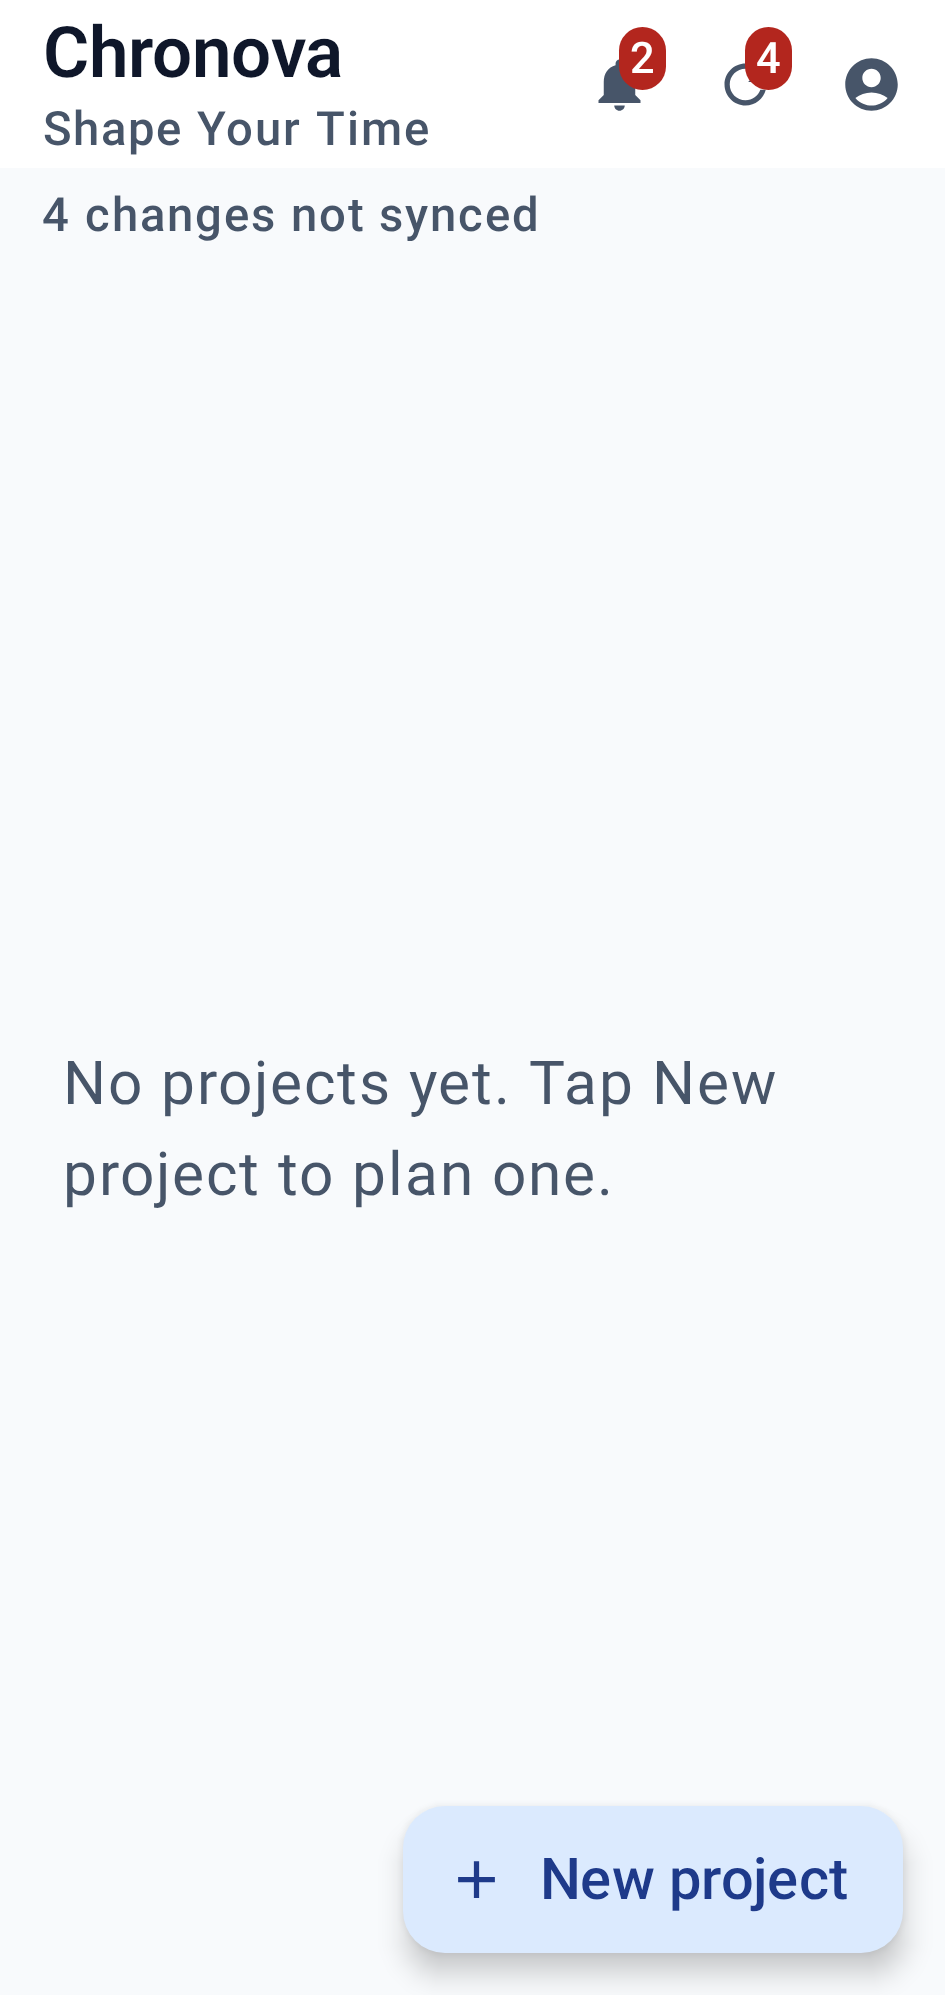 Chronova
2
4
Shape Your Time
4 changes not synced
No projects yet. Tap New
project to plan one.
+ New project